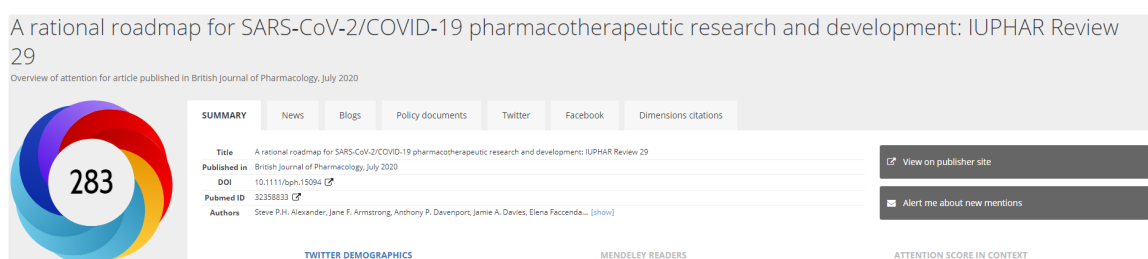 A rational roadmap for SARS-CoV-2/COVID-19 pharmacotherapeutic research and development: IUPHAR Review
29
Overview of attention for article published in British Journal of Pharmacology, July 2020
283
SUMMARY News Blogs Policy documents Twitter Facebook Dimensions citations
Title A rational roadmap for SARS-CoV-2/COVID-19 pharmacotherapeutic research and development: IUPHAR Review 29
Published in British Journal of Pharmacology, July 2020
DOI 10.1111/bph.15094
Pubmed ID 32358833
Authors Steve P.H. Alexander, Jane F. Armstrong, Anthony P. Davenport, Jamie A. Davies, Elena Faccenda... [show]
View on publisher site
Alert me about new mentions
TWITTER DEMOGRAPHICS MENDELEY READERS ATTENTION SCORE IN CONTEXT